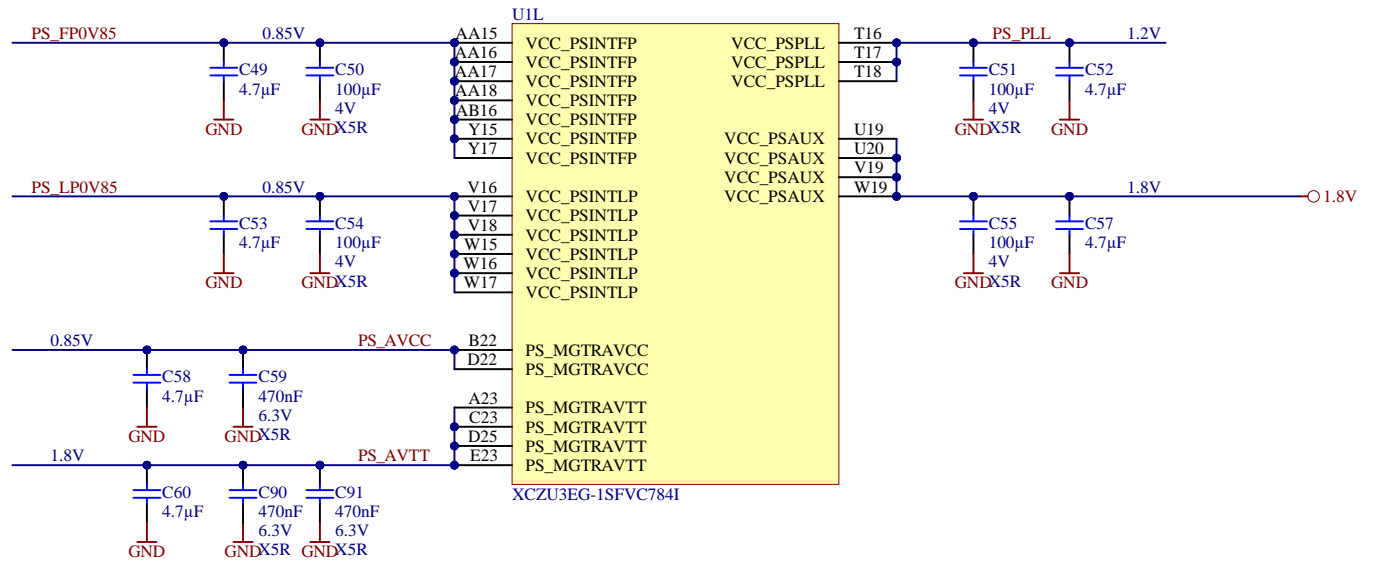 U1L
PS_FP0V85
0.85V
C49
4.7µF
GND
C50
100µF
4V
X5R
GND
AA15
AA16
AA17
AA18
AB16
Y15
Y17
VCC_PSINTFP
VCC_PSINTFP
VCC_PSINTFP
VCC_PSINTFP
VCC_PSINTFP
VCC_PSINTFP
VCC_PSINTFP
PS_LP0V85
0.85V
C53
4.7µF
GND
C54
100µF
4V
X5R
GND
V16
V17
V18
W15
W16
W17
VCC_PSINTLP
VCC_PSINTLP
VCC_PSINTLP
VCC_PSINTLP
VCC_PSINTLP
VCC_PSINTLP
0.85V
PS_AVCC
C58
4.7µF
GND
C59
470nF
6.3V
X5R
GND
B22
D22
PS_MGTRAVCC
PS_MGTRAVCC
A23
C23
D25
E23
PS_MGTRAVTT
PS_MGTRAVTT
PS_MGTRAVTT
PS_MGTRAVTT
1.8V
PS_AVTT
C60
4.7µF
GND
C90
470nF
6.3V
X5R
GND
C91
470nF
6.3V
X5R
GND
VCC_PSPLL
VCC_PSPLL
VCC_PSPLL
T16
T17
T18
PS_PLL
1.2V
C51
100µF
4V
X5R
GND
C52
4.7µF
GND
VCC_PSAUX
VCC_PSAUX
VCC_PSAUX
VCC_PSAUX
U19
U20
V19
W19
1.8V
1.8V
C55
100µF
4V
X5R
GND
C57
4.7µF
GND
XCZU3EG-1SFVC784I